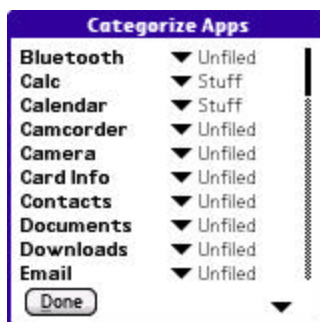 Categorize Apps
Bluetooth Unfiled
Calc Stuff
Calendar Stuff
Camcorder Unfiled
Camera Unfiled
Card Info Unfiled
Contacts Unfiled
Documents Unfiled
Downloads Unfiled
Email Unfiled
Done